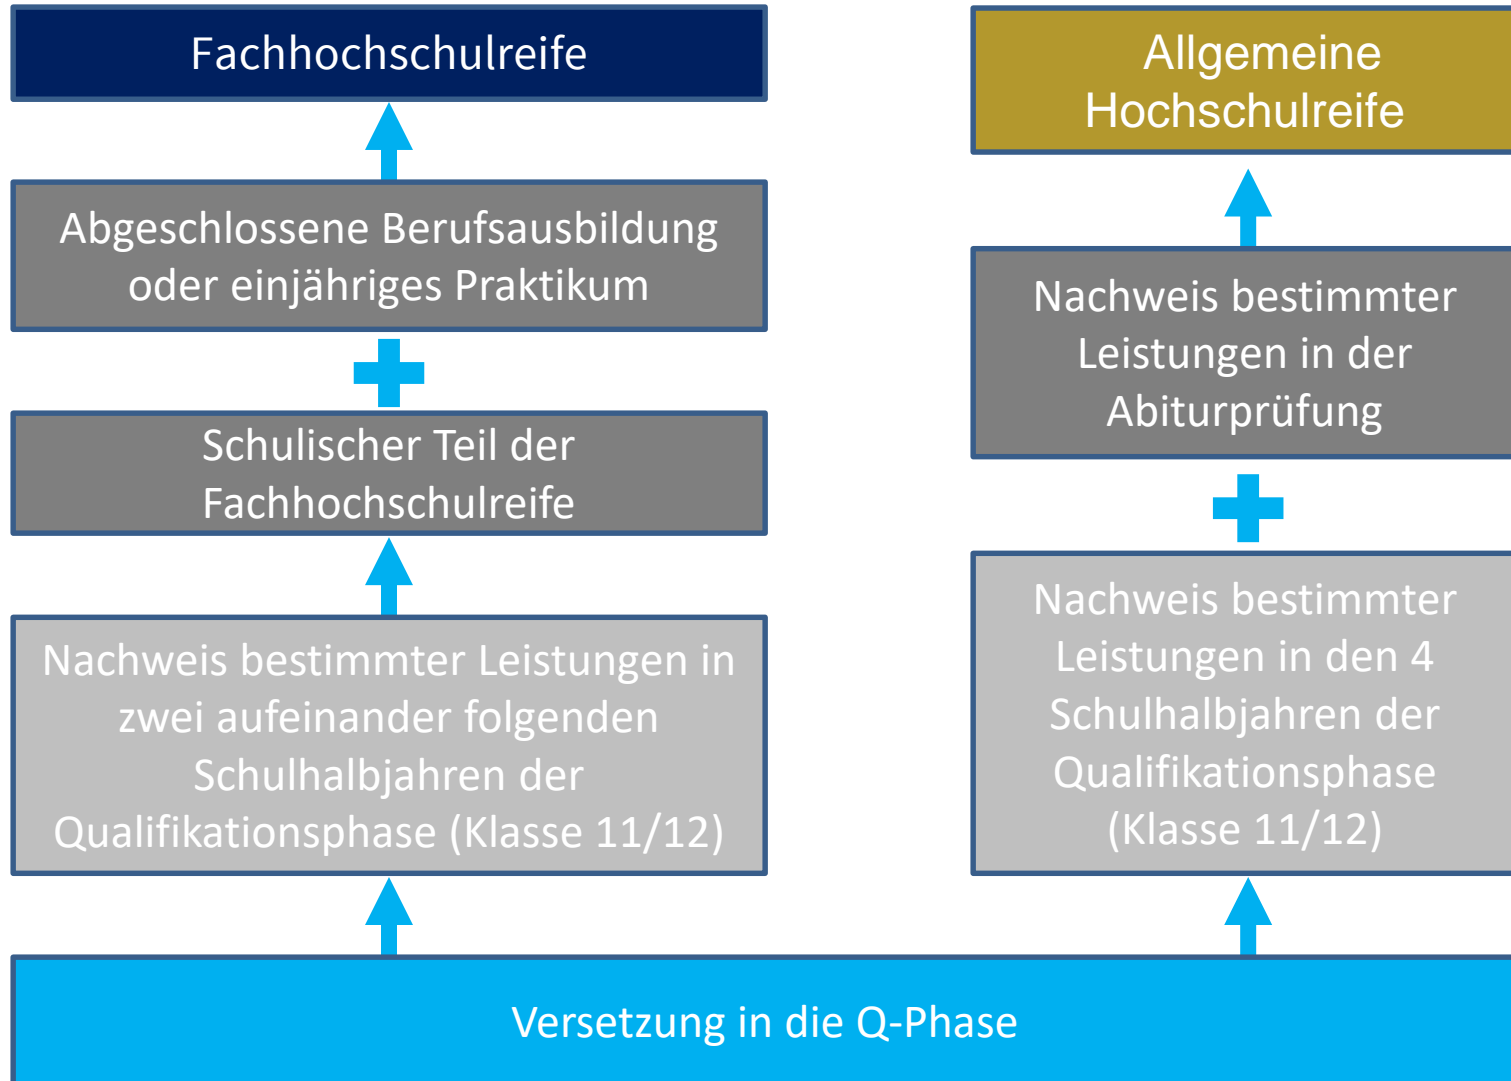 Fachhochschulreife
Abgeschlossene Berufsausbildung
oder einjähriges Praktikum
Schulischer Teil der
Fachhochschulreife
Nachweis bestimmter Leistungen in
zwei aufeinander folgenden
Schulhalbjahren der
Qualifikationsphase (Klasse 11/12)
Allgemeine
Hochschulreife
Nachweis bestimmter
Leistungen in der
Abiturprüfung
Nachweis bestimmter
Leistungen in den 4
Schulhalbjahren der
Qualifikationsphase
(Klasse 11/12)
Versetzung in die Q-Phase